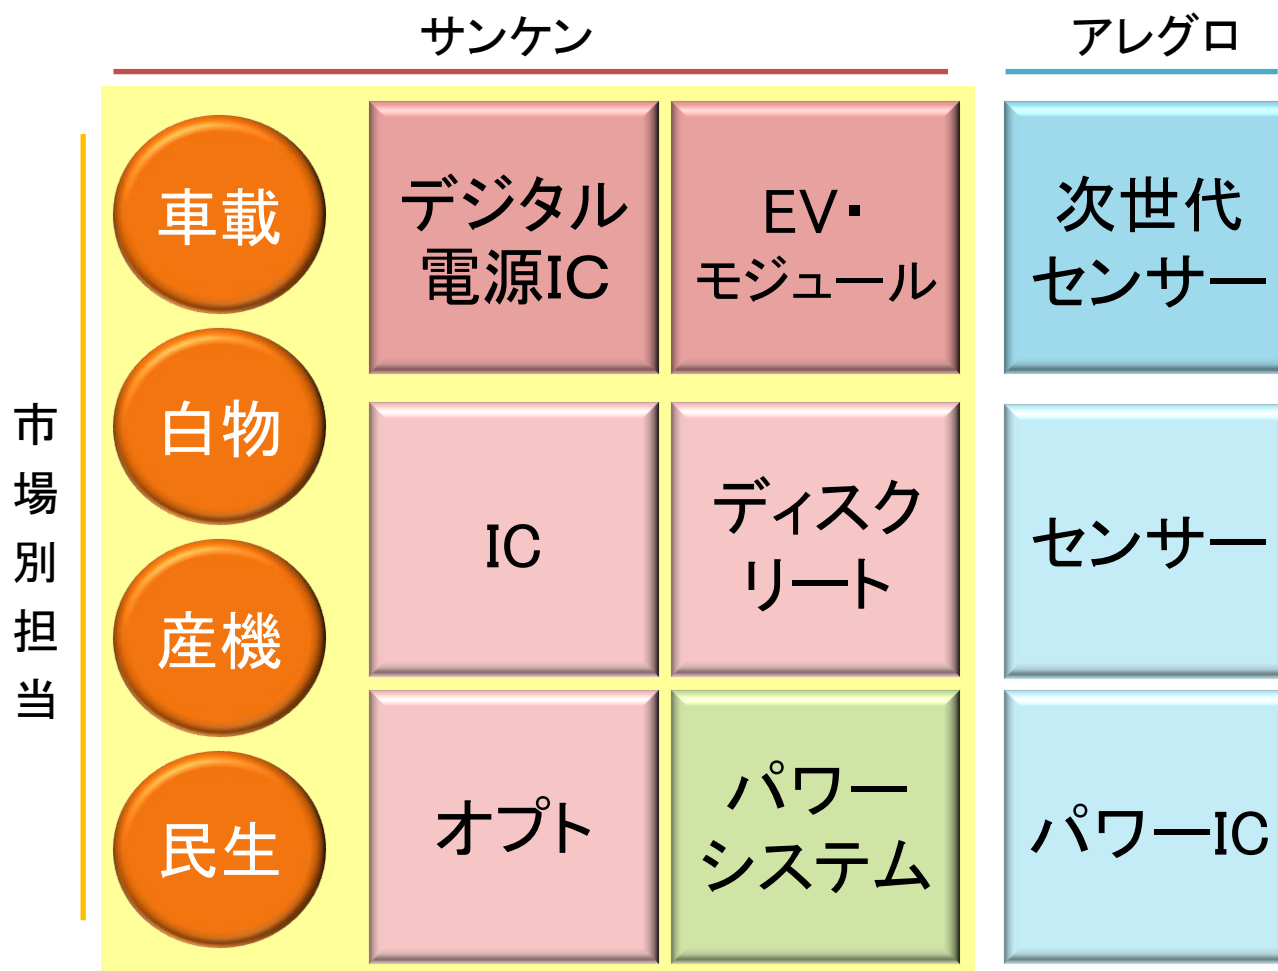 サンケン
アレグロ
市
場
別
担
当
車載
白物
産機
民生
デジタル
電源IC
EV・
モジュール
次世代
センサー
IC
ディスク
リート
センサー
オプト
パワー
システム
パワーIC